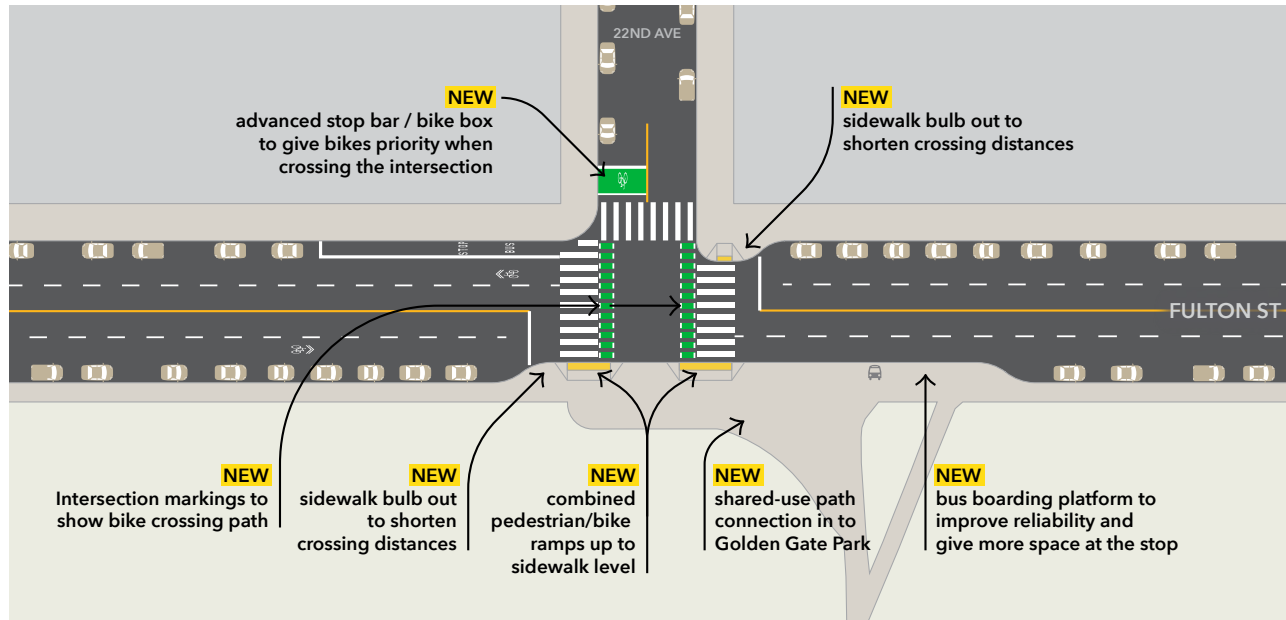 22ND AVE
NEW
advanced stop bar / bike box
to give bikes priority when
crossing the intersection
NEW
sidewalk bulb out to
shorten crossing distances
STOP
BUS
FULTON ST
NEW
Intersection markings to
show bike crossing path
NEW
sidewalk bulb out
to shorten
crossing distances
NEW
combined
pedestrian/bike
ramps up to
sidewalk level
NEW
shared-use path
connection in to
Golden Gate Park
NEW
bus boarding platform to
improve reliability and
give more space at the stop